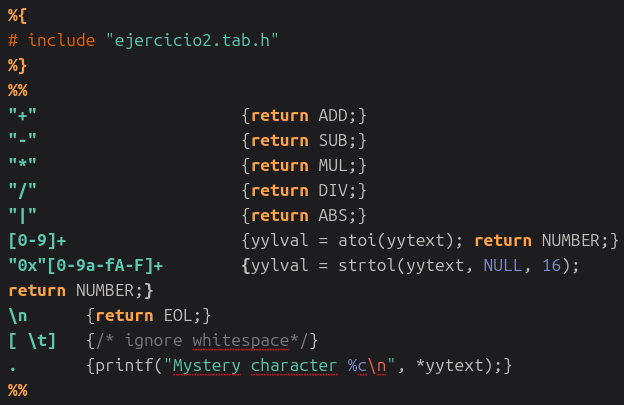 %{
# include "ejercicio2.tab.h"
%}
%%
"+" {return ADD;}
"-" {return SUB;}
"*" {return MUL;}
"/" {return DIV;}
"|" {return ABS;}
[0-9]+ {yylval = atoi(yytext); return NUMBER;}
"0x"[0-9a-fA-F]+ {yylval = strtol(yytext, NULL, 16);
return NUMBER;}
\n {return EOL;}
[ \t] {/* ignore whitespace*/}
. {printf("Mystery character %c\n", *yytext);}
%%